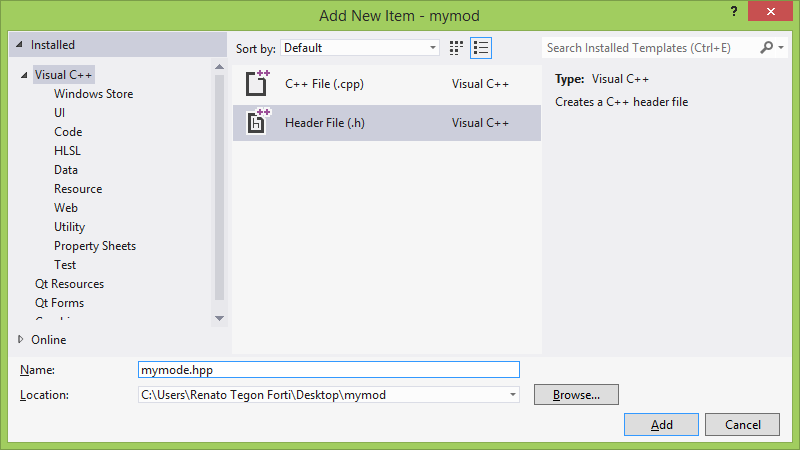 Add New Item - mymod
?
Installed
Sort by: Default
Search Installed Templates (Ctrl+E)
Visual C++
Windows Store
UI
Code
HLSL
Data
Resource
Web
Utility
Property Sheets
Test
Qt Resources
Qt Forms
Online
C++ File (.cpp) Visual C++
Header File (.h) Visual C++
Type: Visual C++
Creates a C++ header file
Name: mymode.hpp
Location: C:\Users\Renato Tegon Forti\Desktop\mymod
Browse...
Add Cancel